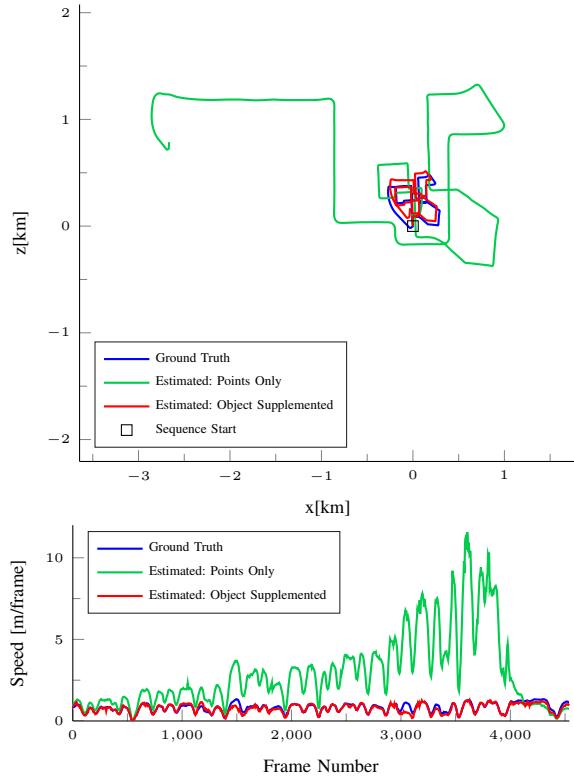 2
1
0
−1
−2
z[km]
Ground Truth
Estimated: Points Only
Estimated: Object Supplemented
Sequence Start
−3
−2
−1
0
1
x[km]
10
5
0
Speed [m/frame]
Ground Truth
Estimated: Points Only
Estimated: Object Supplemented
0
1,000
2,000
3,000
4,000
Frame Number